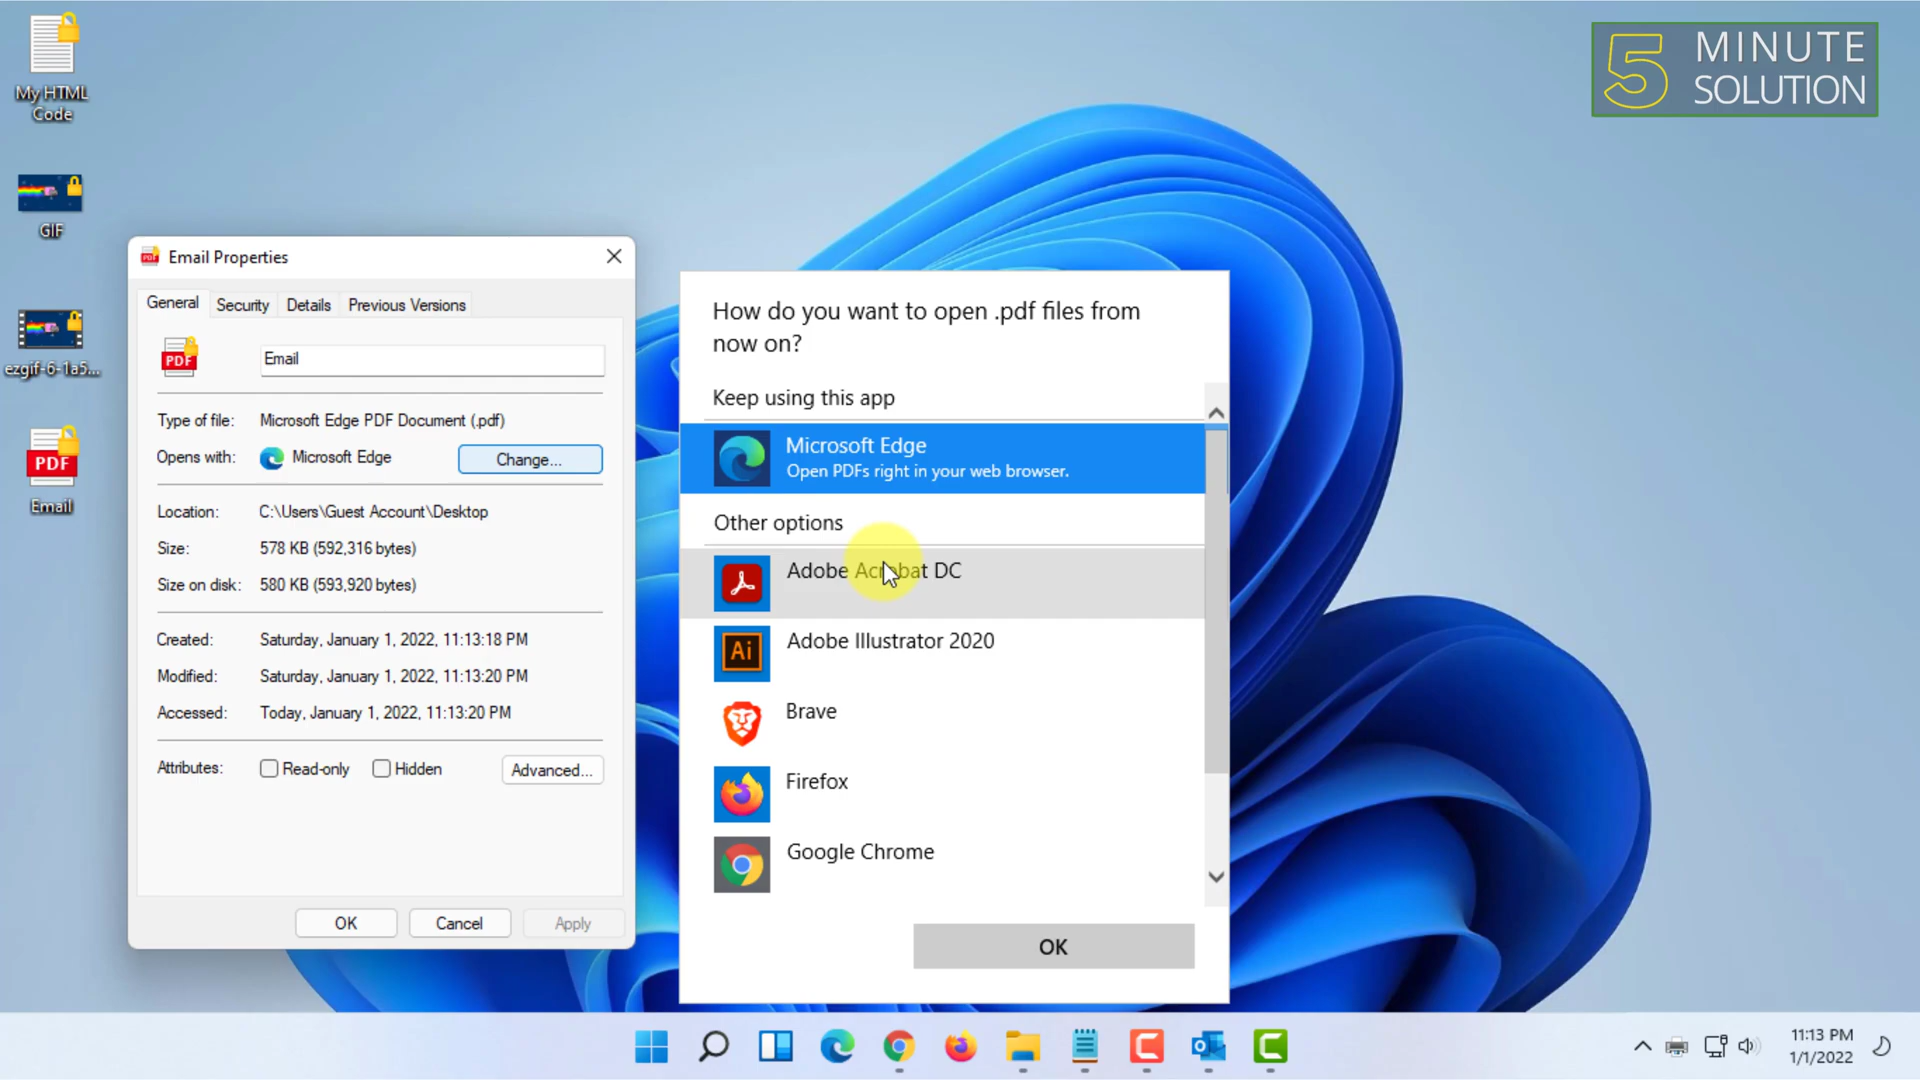 My HTML
Code
GIF
ezgif-6-1a5...
PDF
Email
5 MINUTE
SOLUTION
PDF Email Properties
General Security Details Previous Versions
PDF Email
Type of file: Microsoft Edge PDF Document (.pdf)
Opens with: Microsoft Edge Change...
Location: C:\Users\Guest Account\Desktop
Size: 578 KB (592,316 bytes)
Size on disk: 580 KB (593,920 bytes)
Created: Saturday, January 1, 2022, 11:13:18 PM
Modified: Saturday, January 1, 2022, 11:13:20 PM
Accessed: Today, January 1, 2022, 11:13:20 PM
Attributes: Read-only Hidden Advanced...
OK Cancel Apply
How do you want to open .pdf files from
now on?
Keep using this app
Microsoft Edge
Open PDFs right in your web browser.
Other options
Adobe Acrobat DC
Ai Adobe Illustrator 2020
Brave
Firefox
Google Chrome
OK
11:13 PM
1/1/2022